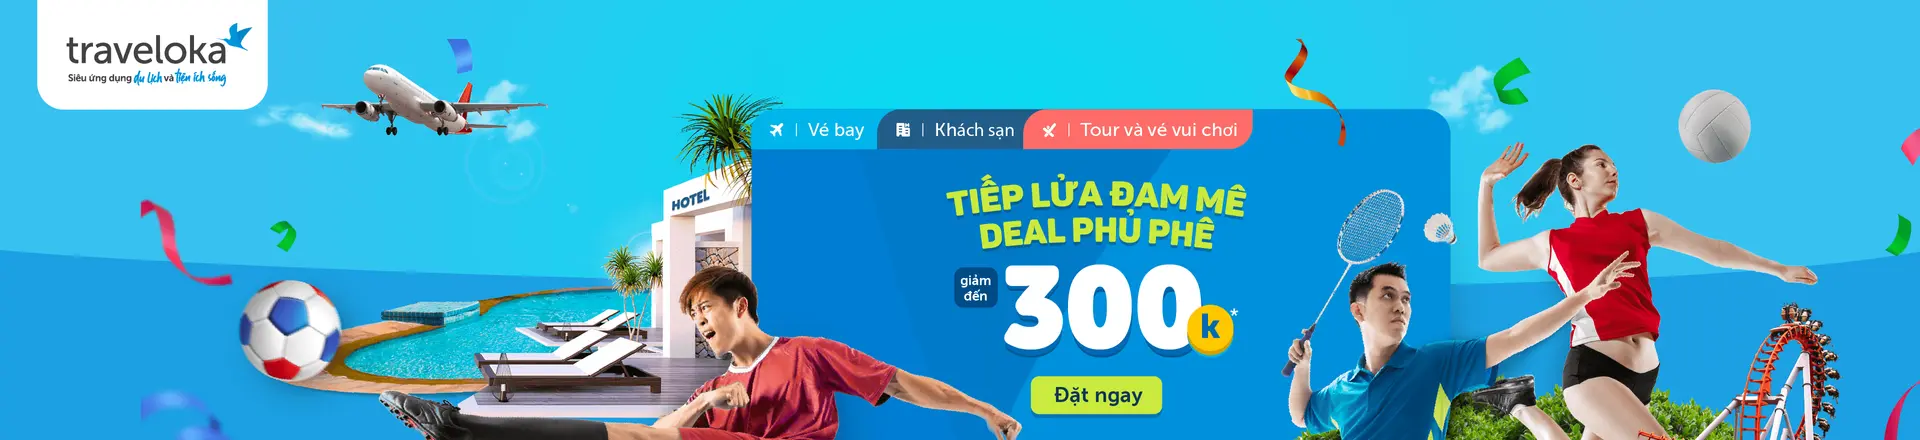 traveloka
Siêu ứng dụng du lịch và tiện ích sống
Vé bay
Khách sạn
Tour và vé vui chơi
HOTEL
TIẾP LỬA ĐAM MÊ
DEAL PHỦ PHÊ
giảm
đến
300k*
Đặt ngay